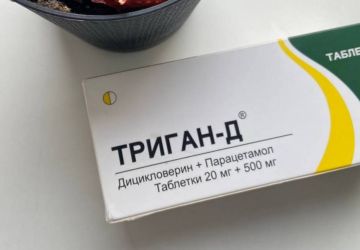 ТАБЛЕ
ТРИГАН-Д®
Дицикловерин + Парацетамол
Таблетки 20 мг + 500 мг